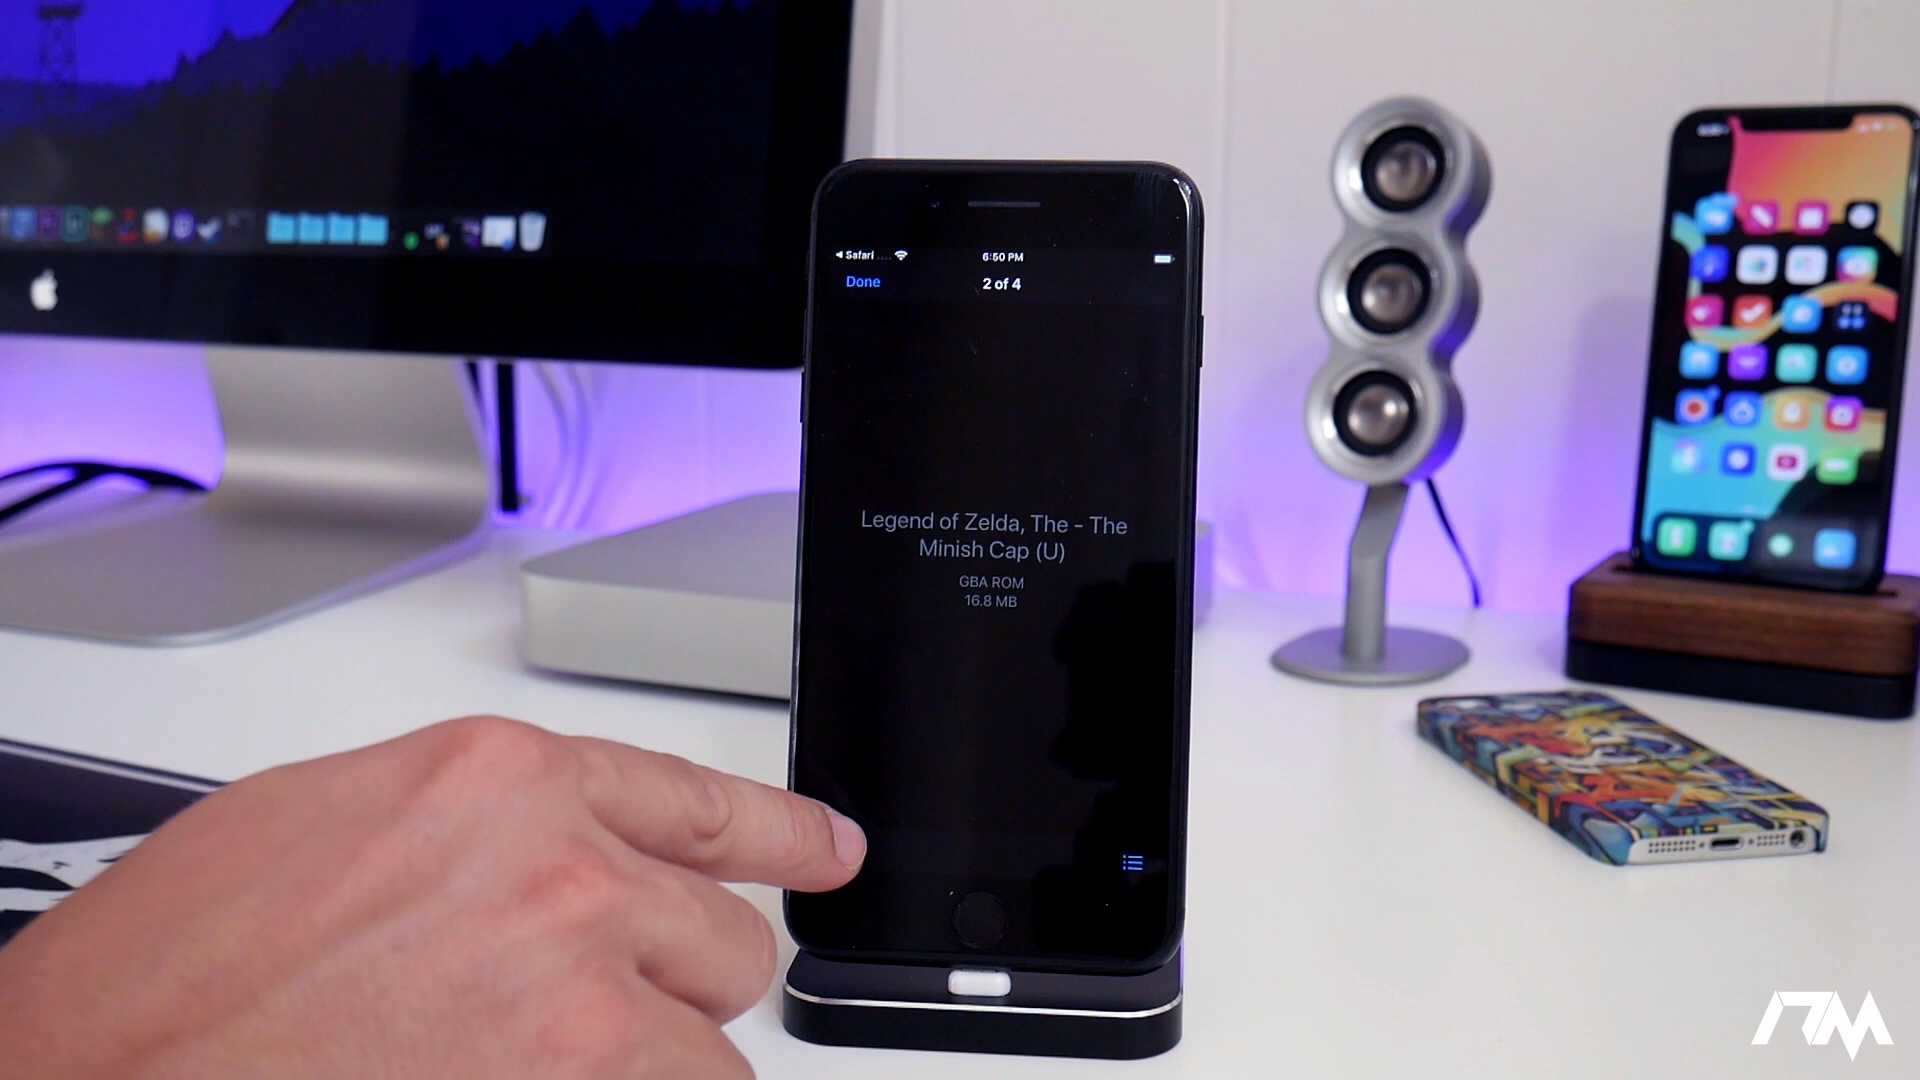 Safari
6:50 PM
Done
2 of 4
Legend of Zelda, The - The
Minish Cap (U)
GBA ROM
16.8 MB